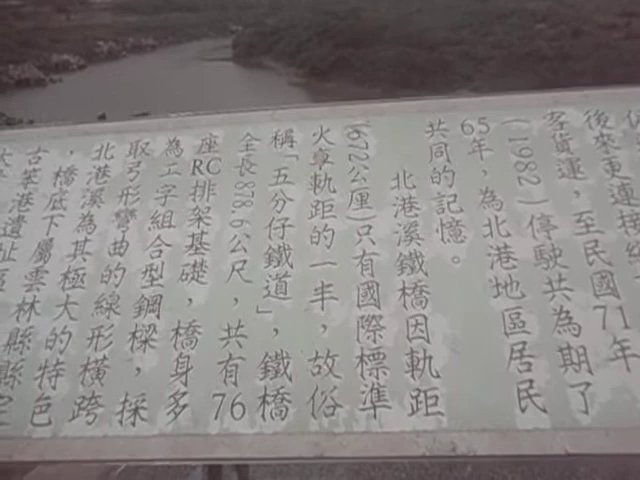 後來更連接
客貨運，至民國71年
(1982) 停駛共為期了
65年，為北港地區居民
共同的記憶。
北港溪鐵橋因軌距
(672公厘)只有國際標準
火車軌距的一半，故俗
稱「五分仔鐵道」，鐵橋
全長878.6公尺，共有76
座RC排架基礎，橋身多
為工字組合型鋼樑，採
取弓形彎曲的線形橫跨
北港溪為其極大的特色
，橋底下屬雲林縣縣定
古笨港遺址區